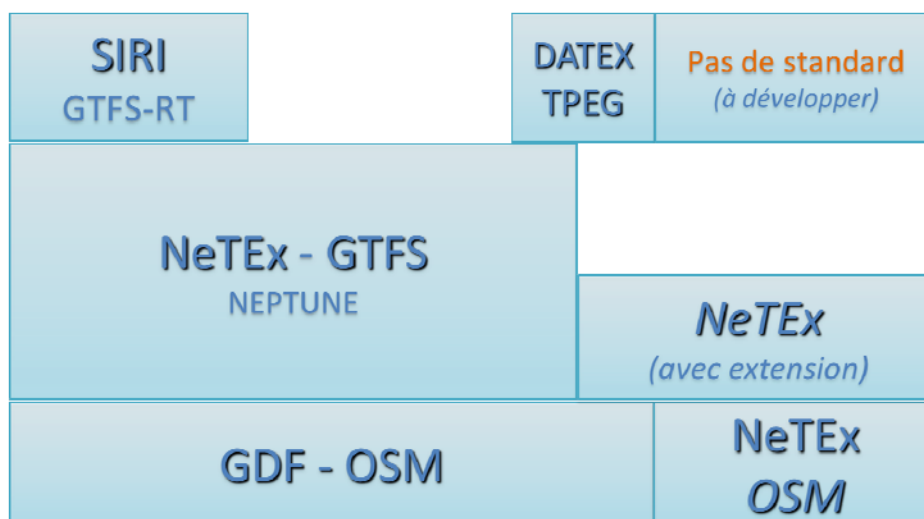 SIRI
GTFS-RT
DATEX
TPEG
Pas de standard
(à développer)
NeTEx - GTFS
NEPTUNE
NeTEx
(avec extension)
GDF - OSM
NeTEx
OSM